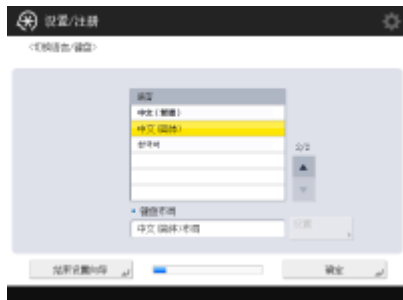 设置/注册
<切换语言/键盘>
语言
中文(繁體)
中文(简体)
한국어
2/2
键盘布局
中文(简体)布局
设置
结束设置向导
确定